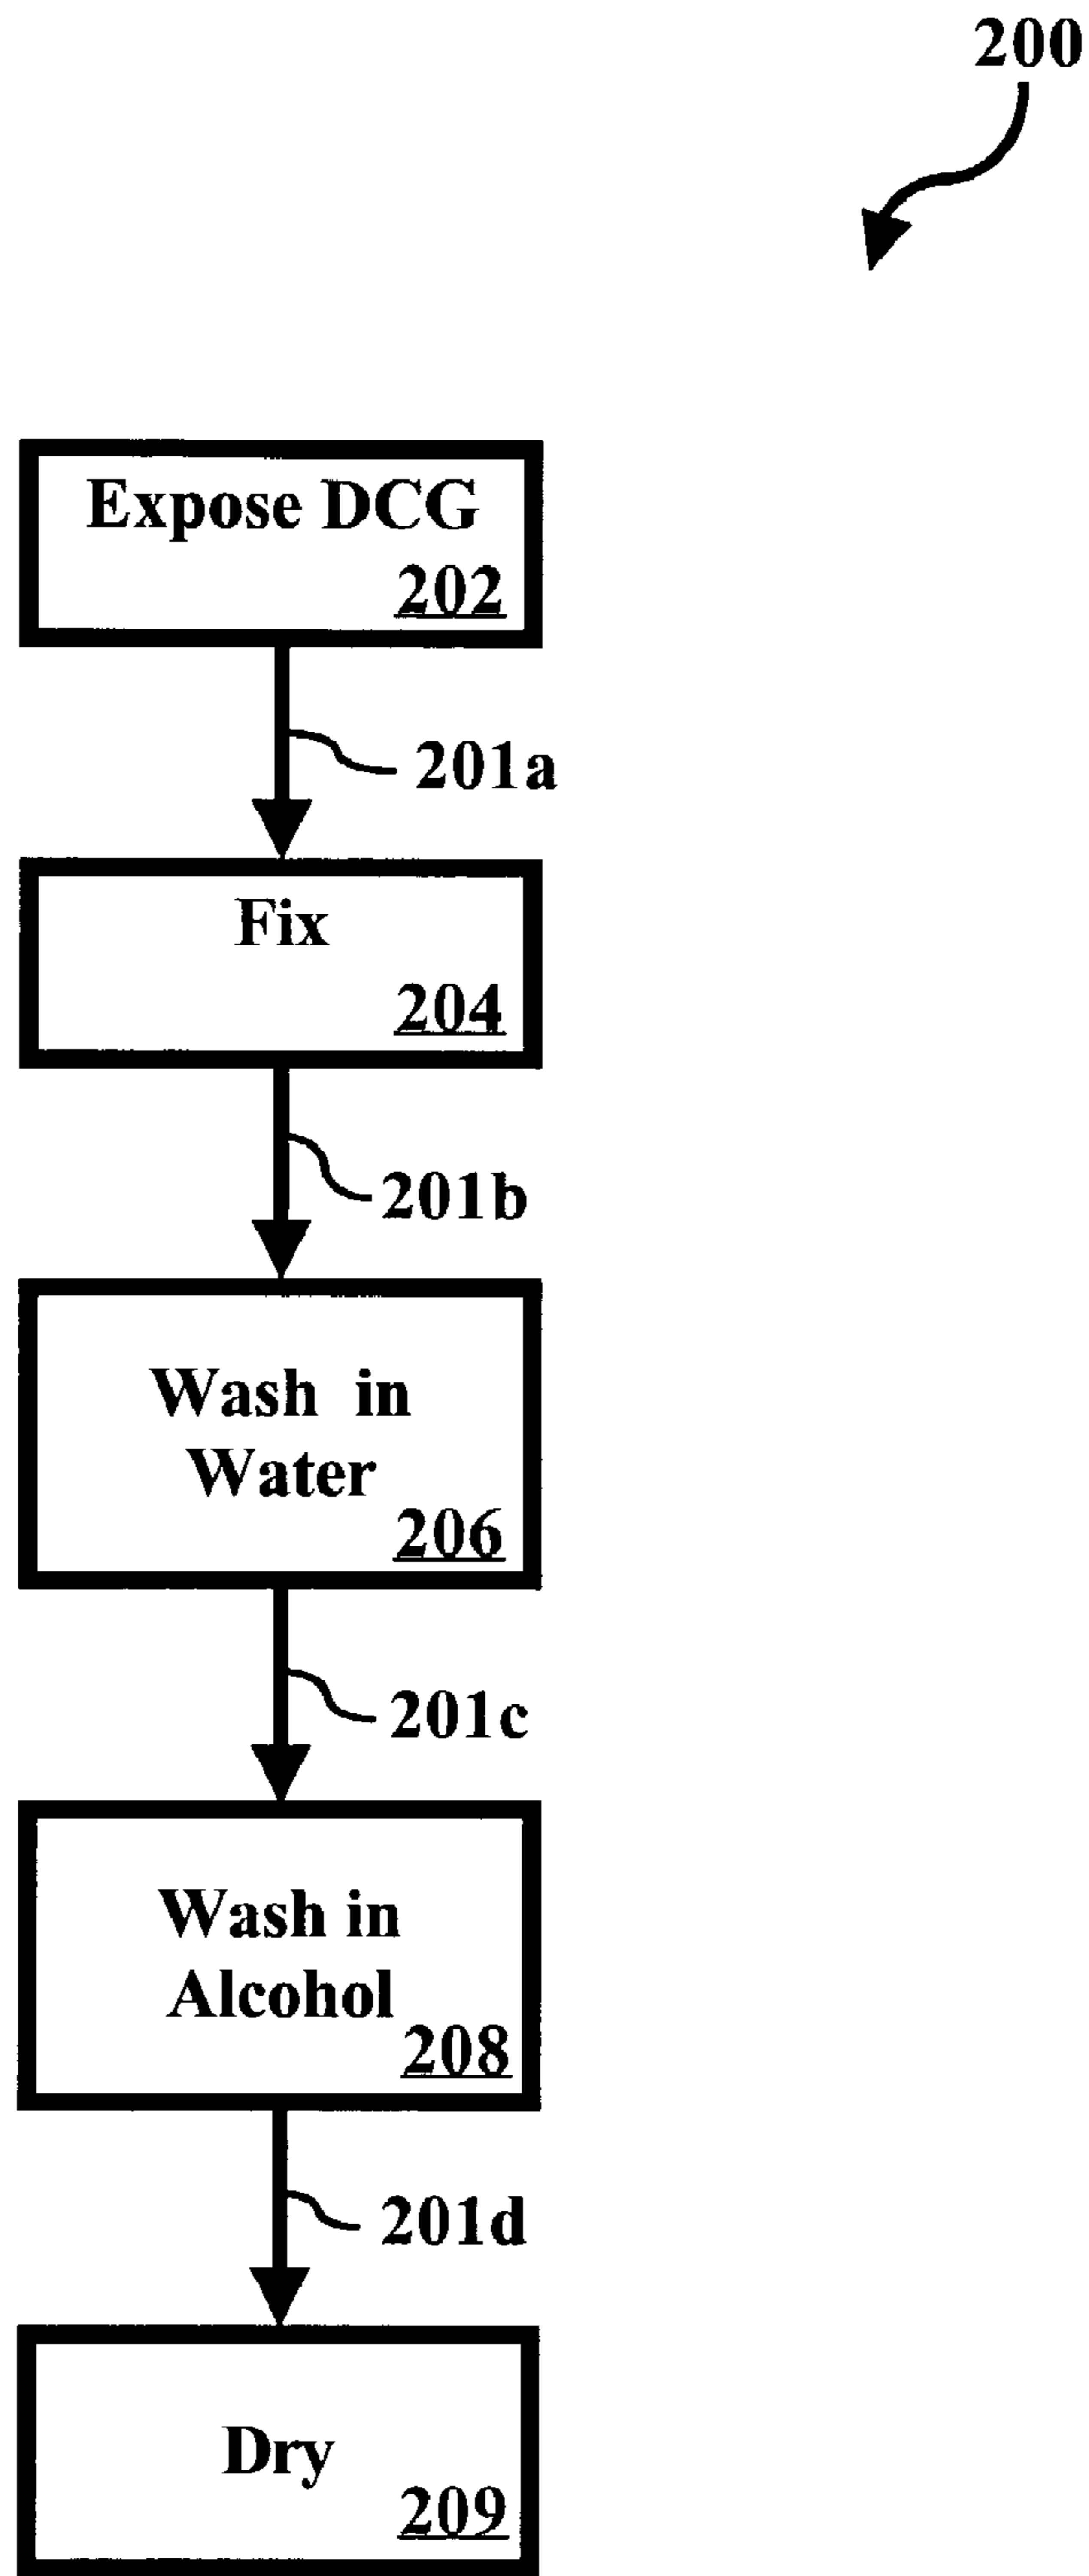 200
Expose DCG
202
201a
Fix
204
201b
Wash in
Water
206
201c
Wash in
Alcohol
208
201d
Dry
209